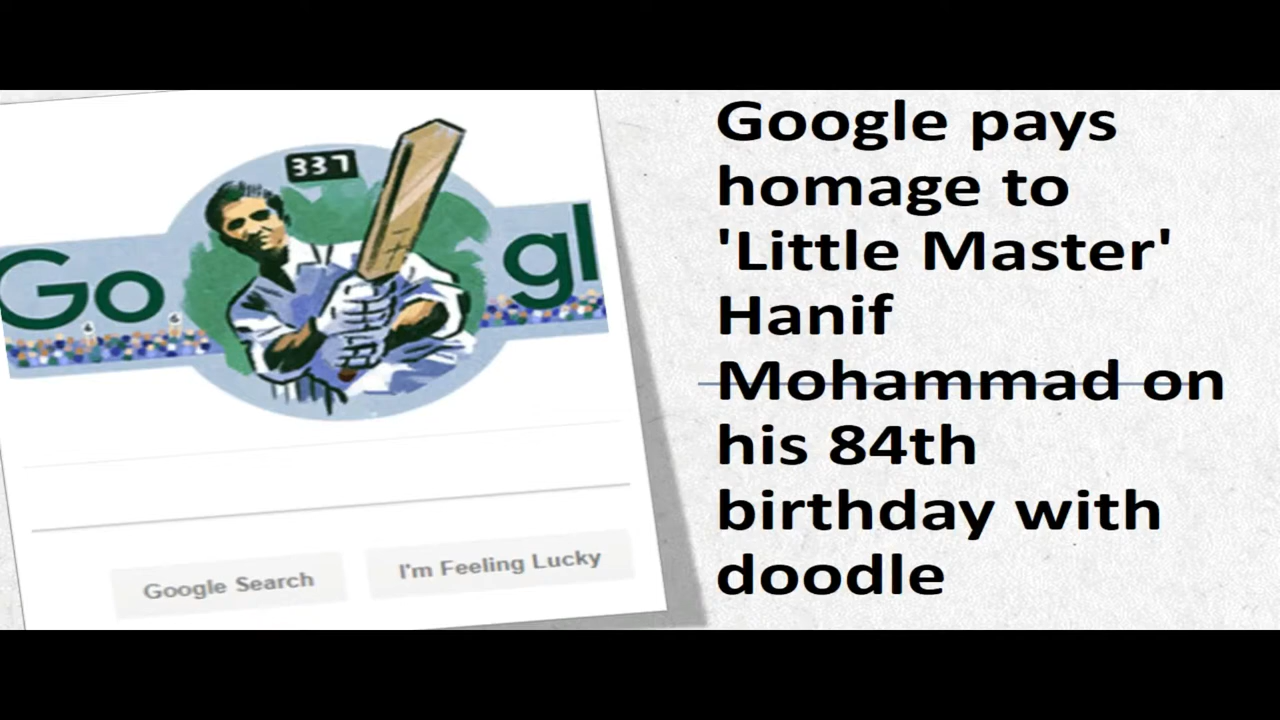 337
Go gl
Google Search
I'm Feeling Lucky
Google pays
homage to
'Little Master'
Hanif
Mohammad on
his 84th
birthday with
doodle